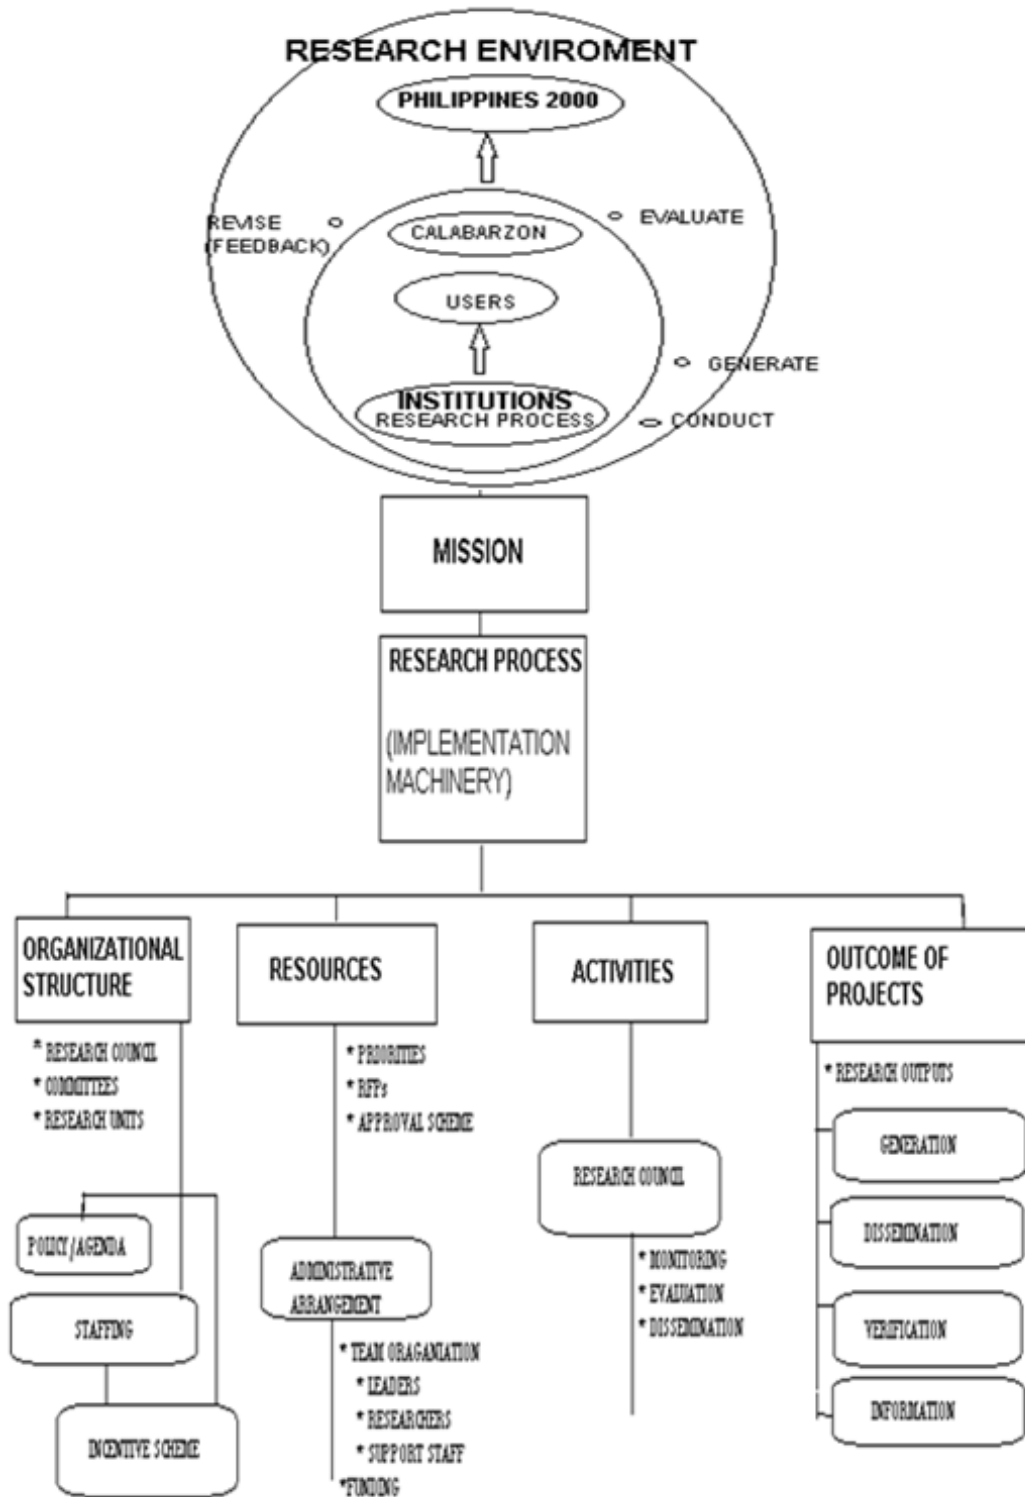 RESEARCH ENVIROMENT
PHILIPPINES 2000
REVISE
(FEEDBACK)
EVALUATE
CALABARZON
USERS
GENERATE
INSTITUTIONS
RESEARCH PROCESS
CONDUCT
MISSION
RESEARCH PROCESS
(IMPLEMENTATION
MACHINERY)
ORGANIZATIONAL
STRUCTURE
* RESEARCH COUNCIL
* COMMITTEES
* RESEARCH UNITS
POLICY/AGENDA
STAFFING
INCENTIVE SCHEME
RESOURCES
* PRIORITIES
* RFPs
* APPROVAL SCHEME
ADMINISTRATIVE
ARRANGEMENT
* TEAM ORAGANIATION
* LEADERS
* RESEARCHERS
* SUPPORT STAFF
*FUNDING
ACTIVITIES
RESEARCH COUNCIL
* MONITORING
* EVALUATION
* DISSEMINATION
OUTCOME OF
PROJECTS
* RESEARCH OUTPUTS
GENERATION
DISSEMINATION
VERIFICATION
INFORMATION